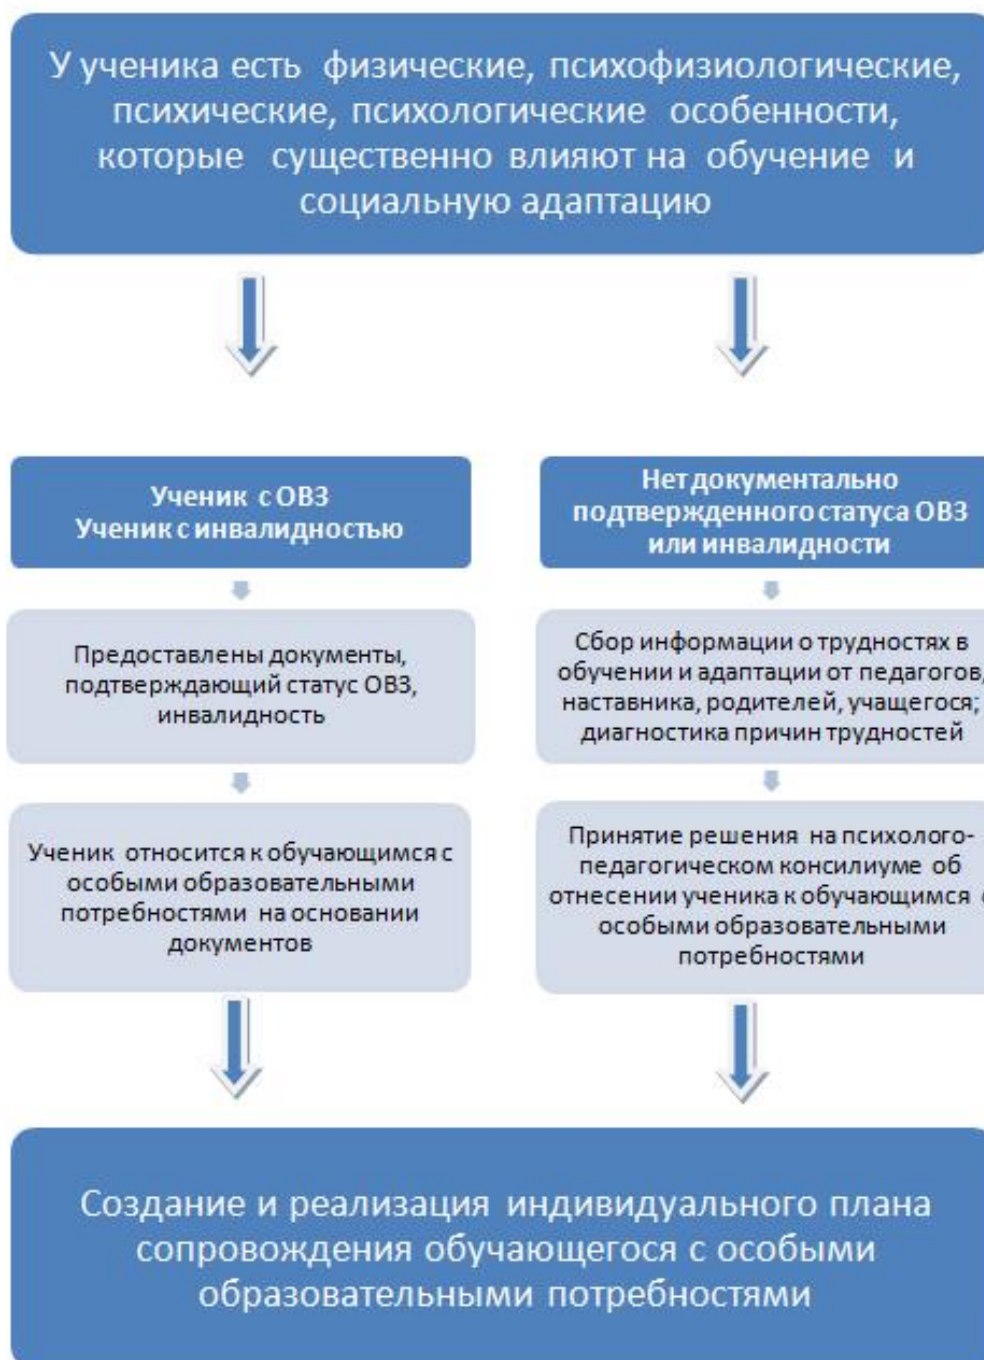 У ученика есть физические, психофизиологические,
психические, психологические особенности,
которые существенно влияют на обучение и
социальную адаптацию
Ученик с ОВЗ
Ученик с инвалидностью
Предоставлены документы,
подтверждающий статус ОВЗ,
инвалидность
Ученик относится к обучающимся с
особыми образовательными
потребностями на основании
документов
Нет документально
подтвержденного статуса ОВЗ
или инвалидности
Сбор информации о трудностях в
обучении и адаптации от педагогов,
наставника, родителей, учащегося;
диагностика причин трудностей
Принятие решения на психолого-
педагогическом консилиуме об
отнесении ученика к обучающимся с
особыми образовательными
потребностями
Создание и реализация индивидуального плана
сопровождения обучающегося с особыми
образовательными потребностями